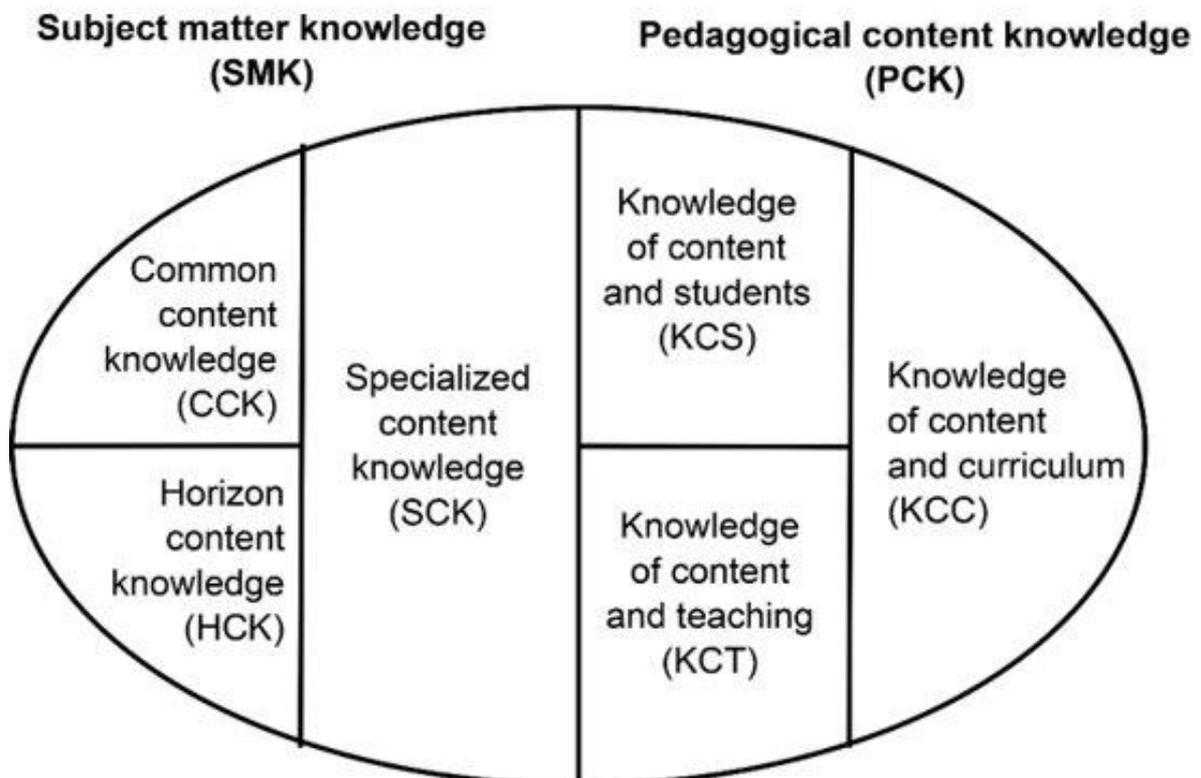 Subject matter knowledge
(SMK)
Pedagogical content knowledge
(PCK)
Common
content
knowledge
(CCK)
Horizon
content
knowledge
(HCK)
Specialized
content
knowledge
(SCK)
Knowledge
of content
and students
(KCS)
Knowledge
of content
and teaching
(KCT)
Knowledge
of content
and curriculum
(KCC)